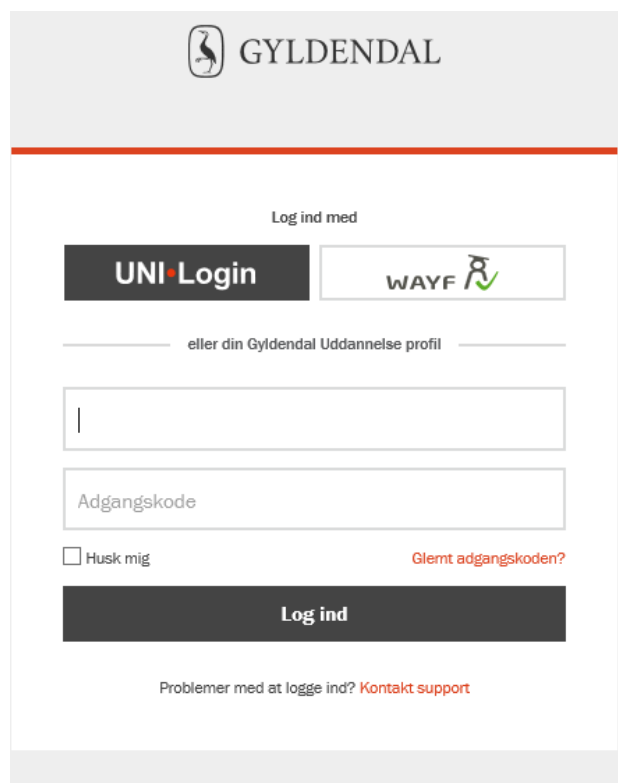 GYLDENDAL
Log ind med
UNI•Login
WAYF
eller din Gyldendal Uddannelse profil
Adgangskode
Husk mig
Glemt adgangskoden?
Log ind
Problemer med at logge ind? Kontakt support